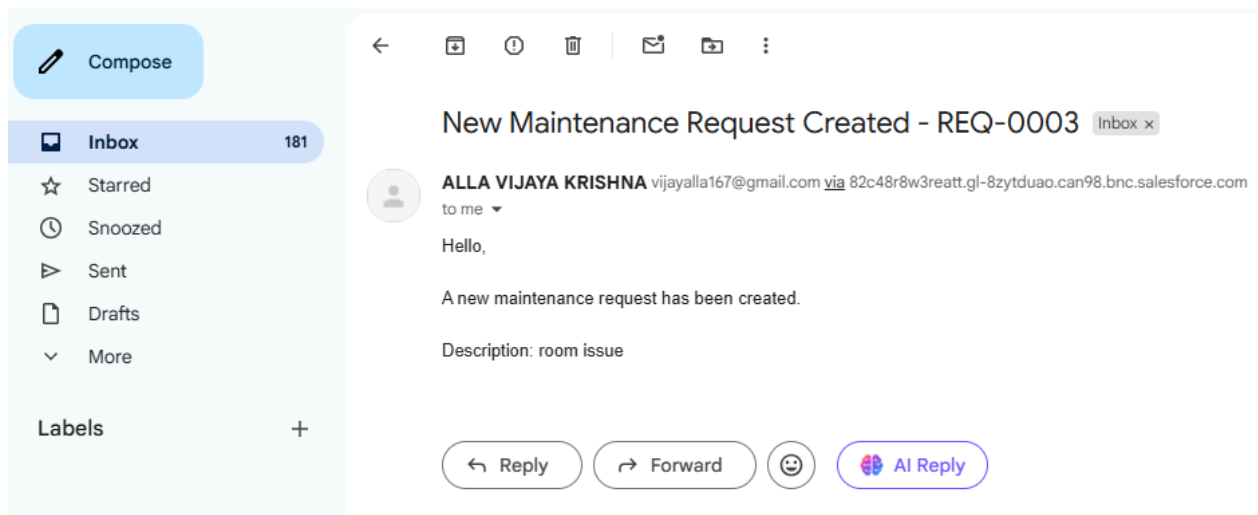 Compose
Inbox 181
Starred
Snoozed
Sent
Drafts
More
Labels
New Maintenance Request Created - REQ-0003 Inbox x
ALLA VIJAYA KRISHNA vijayalla167@gmail.com via 82c48r8w3reatt.gl-8zytduao.can98.bnc.salesforce.com
to me
Hello,
A new maintenance request has been created.
Description: room issue
Reply Forward AI Reply